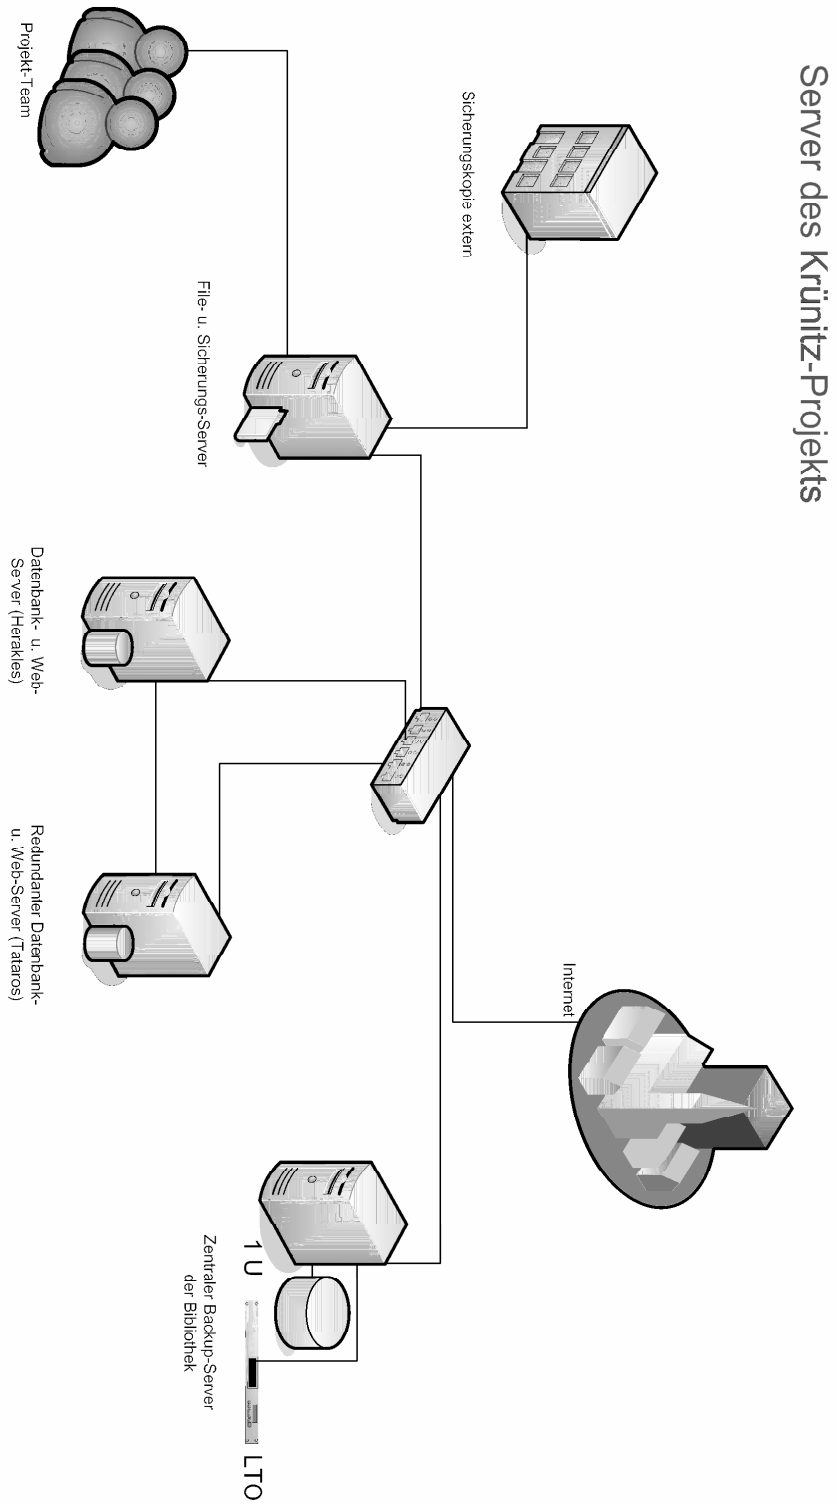 Server des Krünitz-Projekts
Sicherungskopie extern
Internet
Projekt-Team
File- u. Sicherungs-Server
Datenbank- u. Web-
Server (Herakles)
Redundanter Datenbank-
u. Web-Server (Tataros)
1 U
LTO
Zentraler Backup-Server
der Bibliothek